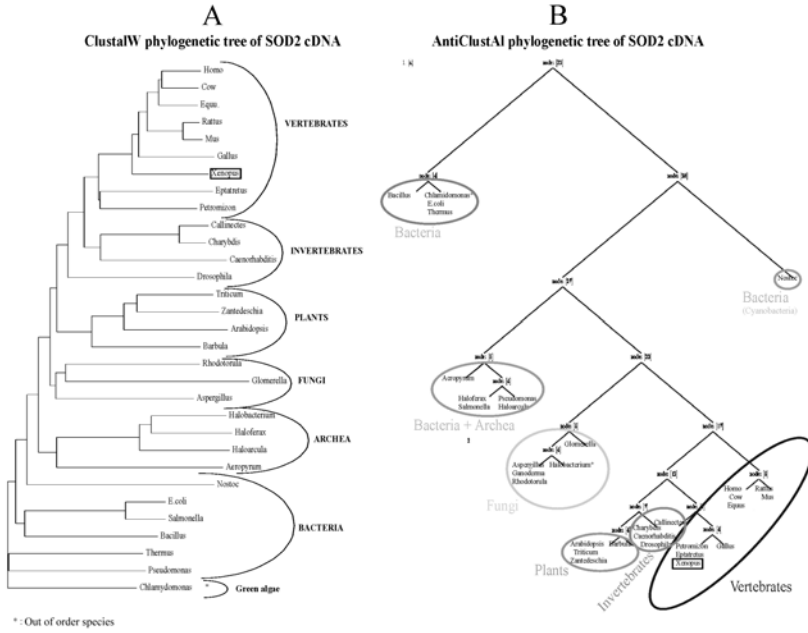 A
B
ClustalW phylogenetic tree of SOD2 cDNA
AntiClustAl phylogenetic tree of SOD2 cDNA
Homo
Cow
Equu.
Rattus
Mus
Gallus
Xenopus
Eptatretus
Petromizon
VERTEBRATES
Callinectes
Charybdis
Caenorhabditis
Drosophila
INVERTEBRATES
Triticum
Zantedeschia
Arabidopsis
Barbula
PLANTS
Rhodotorula
Glomerella
Aspergillus
FUNGI
Halobacterium
Haloferax
Haloarcula
Aeropyrum
ARCHEA
Nostoc
E.coli
Salmonella
Bacillus
Thermus
Pseudomonas
BACTERIA
Chlamydomonas
*
Green algae
* : Out of order species
Bacillus
Chlamidomonas*
E.coli
Thermus
Bacteria
Nostoc
Bacteria
(Cyanobacteria)
Aeropyrum
Haloferax
Salmonella
Pseudomonas
Haloarcula
Bacteria + Archea
Glomerella
Aspergillus
Ganoderma
Rhodotorula
Halobacterium*
Fungi
Homo
Cow
Equus
Rattus
Mus
Callinectes
Charybdis
Caenorhabditis
Drosophila
Arabidopsis
Triticum
Zantedeschia
Barbula
Petromicon
Eptatretus
Xenopus
Gallus
Plants
Invertebrates
Vertebrates